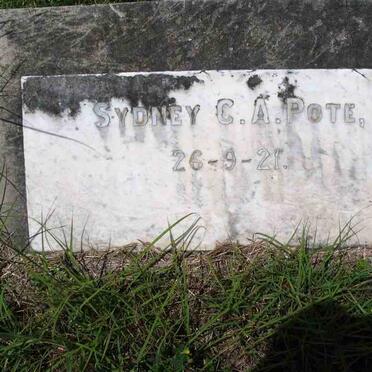 SYDNEY C.A. POTE,
26-9-21.